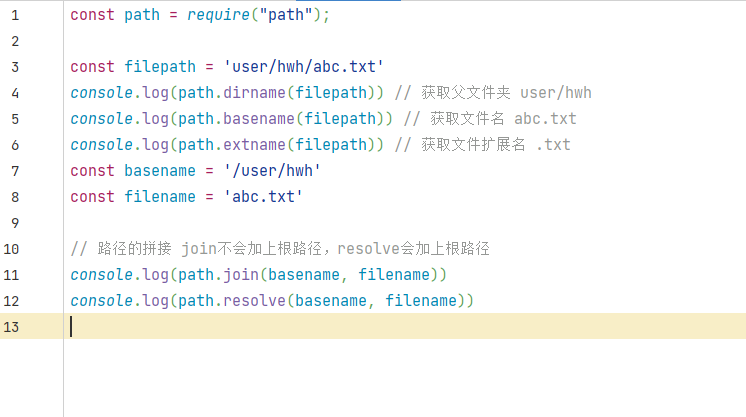 1 const path = require("path");
2
3 const filepath = 'user/hwh/abc.txt'
4 console.log(path.dirname(filepath)) // 获取父文件夹 user/hwh
5 console.log(path.basename(filepath)) // 获取文件名 abc.txt
6 console.log(path.extname(filepath)) // 获取文件扩展名 .txt
7 const basename = '/user/hwh'
8 const filename = 'abc.txt'
9
10 // 路径的拼接 join不会加上根路径，resolve会加上根路径
11 console.log(path.join(basename, filename))
12 console.log(path.resolve(basename, filename))
13